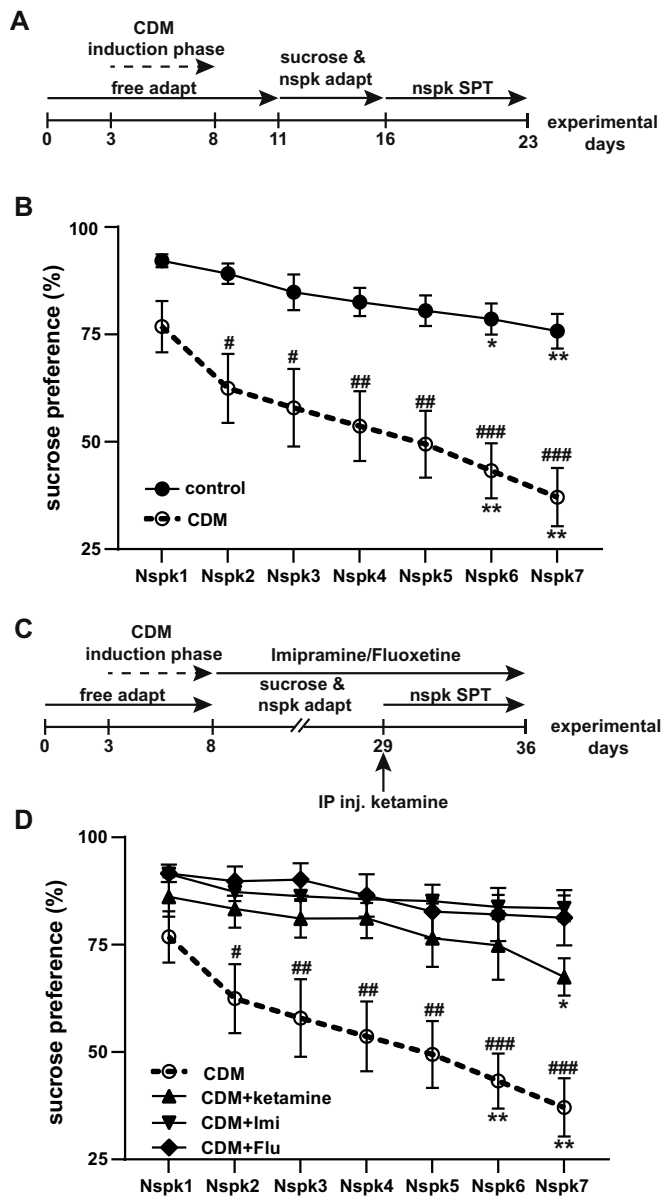 A
CDM
induction phase
free adapt
sucrose &
nspk adapt
nspk SPT
0 3 8 11 16 23
experimental
days
B
sucrose preference (%)
100
75
50
25
# # ## ## ### ###
* **
** **
control
CDM
Nspk1 Nspk2 Nspk3 Nspk4 Nspk5 Nspk6 Nspk7
C
CDM
induction phase
Imipramine/Fluoxetine
free adapt
sucrose &
nspk adapt
nspk SPT
0 3 8 29 36
experimental
days
IP inj. ketamine
D
sucrose preference (%)
100
75
50
25
*
# ## ## ## ### ###
** **
CDM
CDM+ketamine
CDM+Imi
CDM+Flu
Nspk1 Nspk2 Nspk3 Nspk4 Nspk5 Nspk6 Nspk7